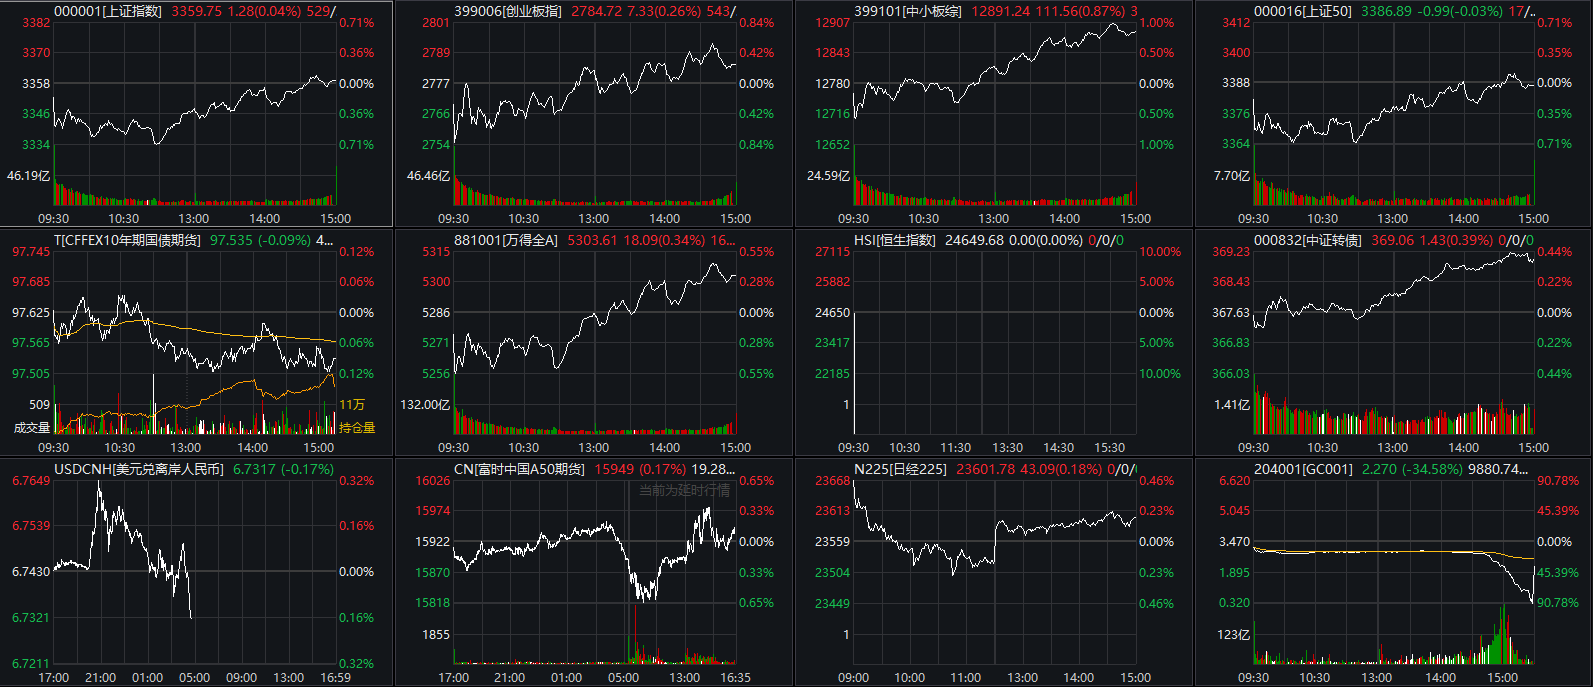 000001[上证指数] 3359.75 1.28(0.04%) 529/
3382 0.71%
3370 0.36%
3358 0.00%
3346 0.36%
3334 0.71%
46.19亿
09:30 10:30 13:00 14:00 15:00
399006[创业板指] 2784.72 7.33(0.26%) 543/
2801 0.84%
2789 0.42%
2777 0.00%
2766 0.42%
2754 0.84%
46.46亿
09:30 10:30 13:00 14:00 15:00
399101[中小板综] 12891.24 111.56(0.87%) 3
12907 1.00%
12843 0.50%
12780 0.00%
12716 0.50%
12652 1.00%
24.59亿
09:30 10:30 13:00 14:00 15:00
000016[上证50] 3386.89 -0.99(-0.03%) 17/..
3412 0.71%
3400 0.35%
3388 0.00%
3376 0.35%
3364 0.71%
7.70亿
09:30 10:30 13:00 14:00 15:00
T[CFFEX10年期国债期货] 97.535 (-0.09%) 4...
97.745 0.12%
97.685 0.06%
97.625 0.00%
97.565 0.06%
97.505 0.12%
509 11万
成交量 持仓量
09:30 10:30 13:00 14:00 15:00
881001[万得全A] 5303.61 18.09(0.34%) 16...
5315 0.55%
5300 0.28%
5286 0.00%
5271 0.28%
5256 0.55%
132.00亿
09:30 10:30 13:00 14:00 15:00
HSI[恒生指数] 24649.68 0.00(0.00%) 0/0/0
27115 10.00%
25882 5.00%
24650 0.00%
23417 5.00%
22185 10.00%
1
09:30 10:30 11:30 13:30 14:30 15:30
000832[中证转债] 369.06 1.43(0.39%) 0/0/0
369.23 0.44%
368.43 0.22%
367.63 0.00%
366.83 0.22%
366.03 0.44%
1.41亿
09:30 10:30 13:00 14:00 15:00
USDCNH[美元兑离岸人民币] 6.7317 (-0.17%)
6.7649 0.32%
6.7539 0.16%
6.7430 0.00%
6.7321 0.16%
6.7211 0.32%
17:00 21:00 01:00 05:00 09:00 13:00 16:59
CN[富时中国A50期货] 15949 (0.17%) 19.28...
当前为延时行情
16026 0.65%
15974 0.33%
15922 0.00%
15870 0.33%
15818 0.65%
1855
17:00 21:00 01:00 05:00 13:00 16:35
N225[日经225] 23601.78 43.09(0.18%) 0/0/0
23668 0.46%
23613 0.23%
23559 0.00%
23504 0.23%
23449 0.46%
1
09:00 10:00 11:00 13:00 14:00 15:00
204001[GC001] 2.270 (-34.58%) 9880.74...
6.620 90.78%
5.045 45.39%
3.470 0.00%
1.895 45.39%
0.320 90.78%
123亿
09:30 10:30 13:00 14:00 15:00